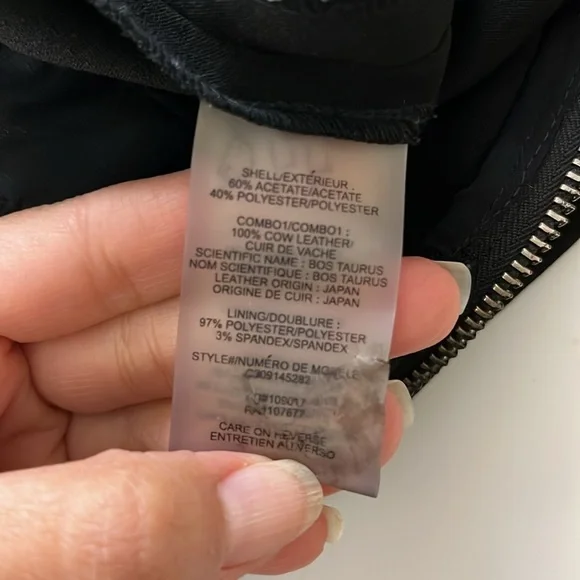 SHELL/EXTÉRIEUR :
60% ACETATE/ACETATE
40% POLYESTER/POLYESTER
COMBO1/COMBO1 :
100% COW LEATHER/
CUIR DE VACHE
SCIENTIFIC NAME : BOS TAURUS
NOM SCIENTIFIQUE : BOS TAURUS
LEATHER ORIGIN : JAPAN
ORIGINE DE CUIR : JAPAN
LINING/DOUBLURE :
97% POLYESTER/POLYESTER
3% SPANDEX/SPANDEX
STYLE#/NUMÉRO DE MODÈLE
C309145282
CARE ON REVERSE
ENTRETIEN AU VERSO